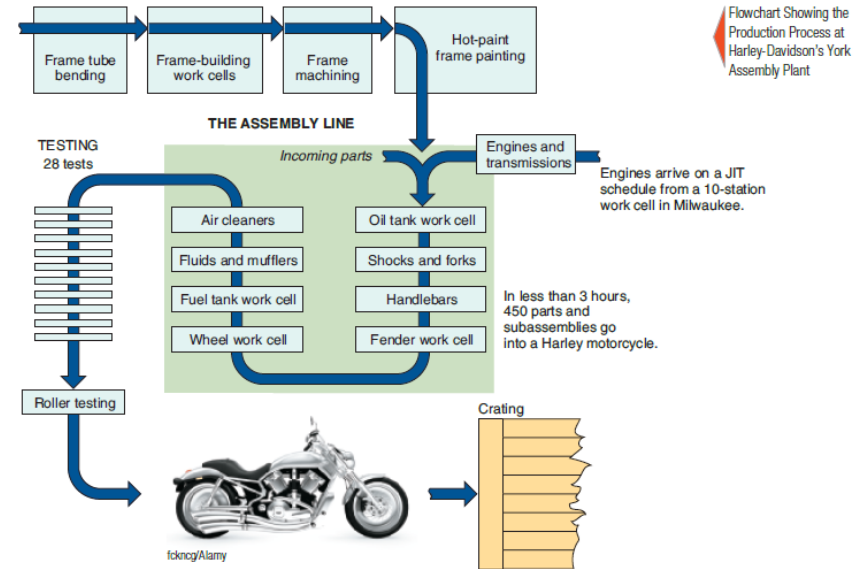 Flowchart Showing the
Production Process at
Harley-Davidson's York
Assembly Plant
Frame tube
bending
Frame-building
work cells
Frame
machining
Hot-paint
frame painting
THE ASSEMBLY LINE
TESTING
28 tests
Incoming parts
Engines and
transmissions
Engines arrive on a JIT
schedule from a 10-station
work cell in Milwaukee.
Air cleaners
Oil tank work cell
Fluids and mufflers
Shocks and forks
Fuel tank work cell
Handlebars
Wheel work cell
Fender work cell
In less than 3 hours,
450 parts and
subassemblies go
into a Harley motorcycle.
Roller testing
Crating
fckncg/Alamy